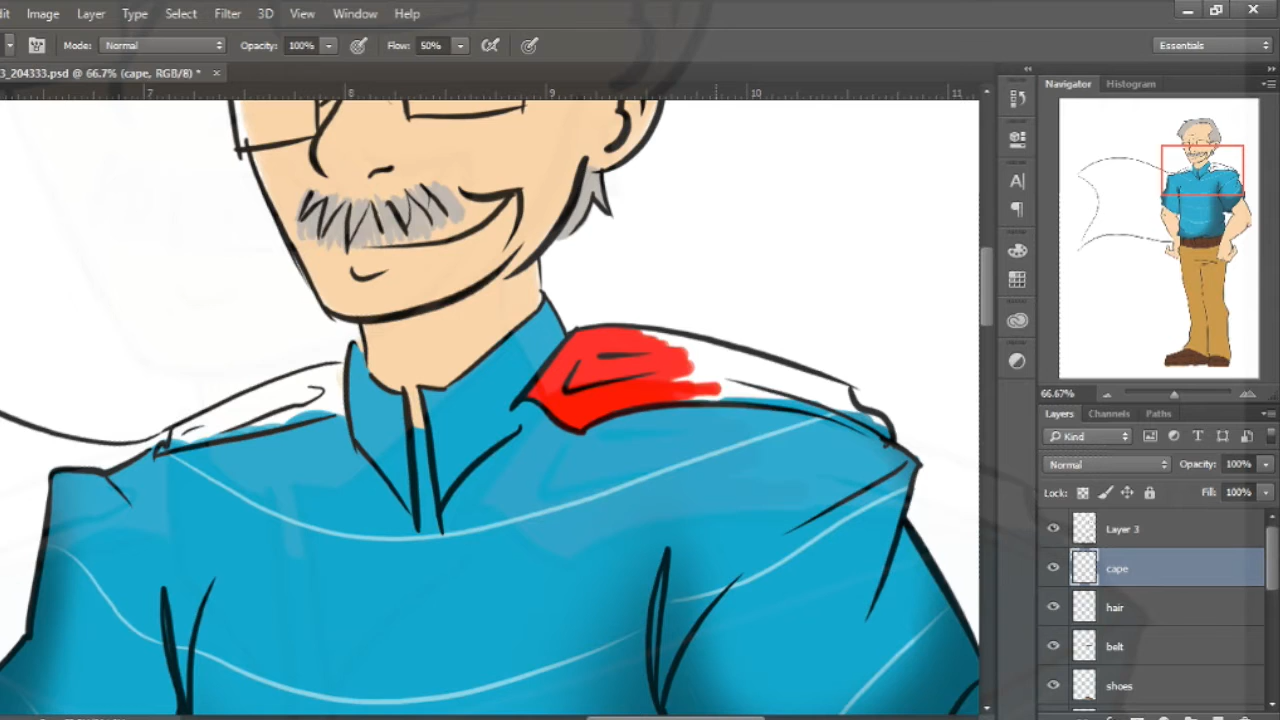 dit Image Layer Type Select Filter 3D View Window Help
Mode: Normal Opacity: 100% Flow: 50% Essentials
3_204333.psd @ 66.7% (cape, RGB/8) *
7 8 9 10 11
Navigator Histogram
66.67%
Layers Channels Paths
Kind
Normal Opacity: 100%
Lock: Fill: 100%
Layer 3
cape
hair
belt
shoes